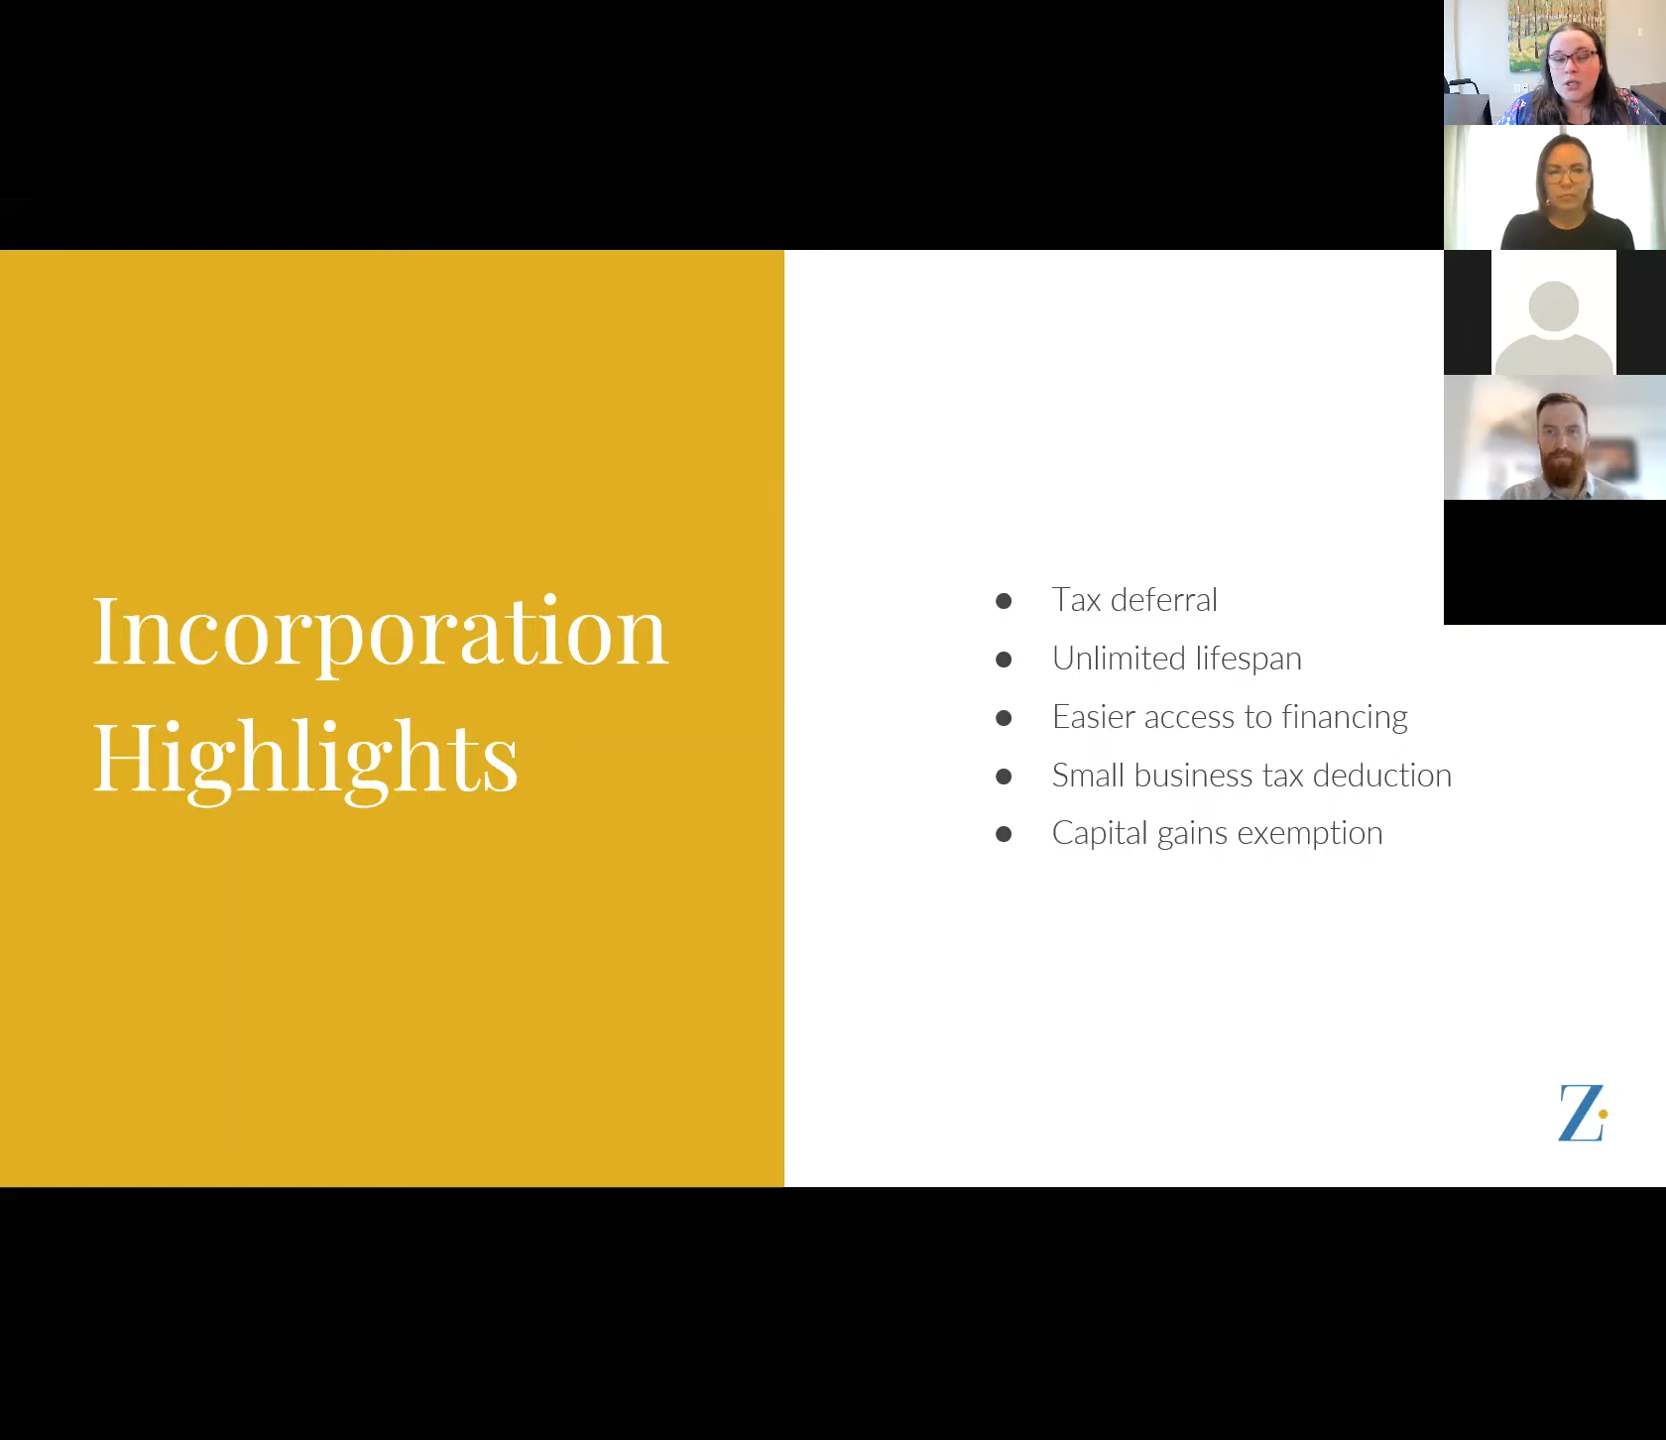 Incorporation
Highlights
● Tax deferral
● Unlimited lifespan
● Easier access to financing
● Small business tax deduction
● Capital gains exemption
Z